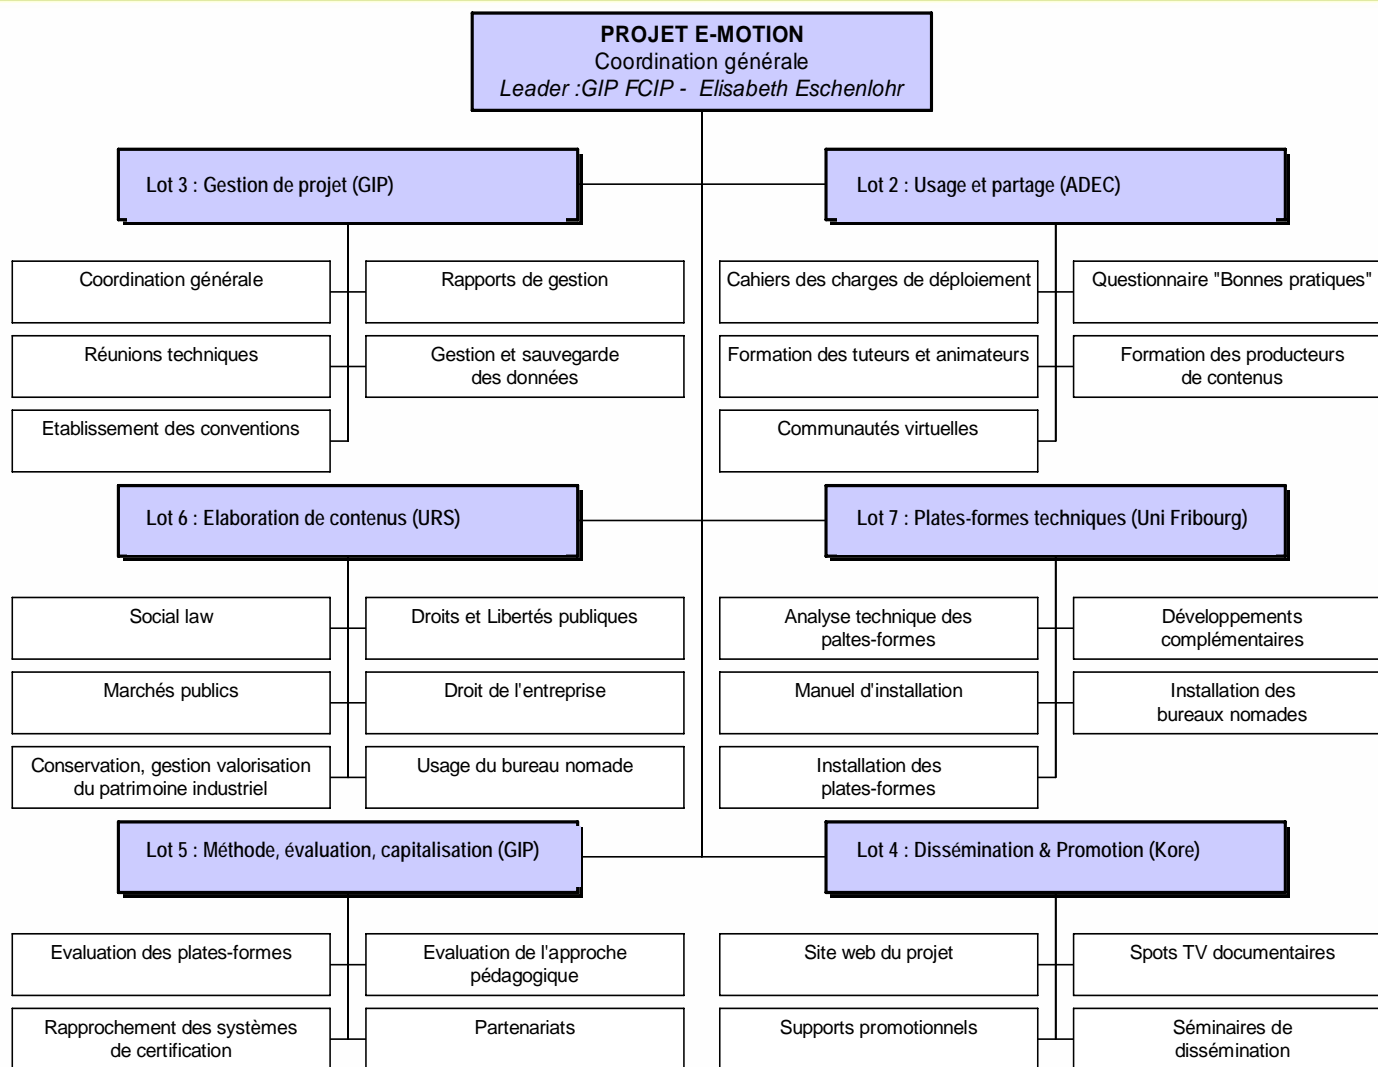 PROJET E-MOTION
Coordination générale
Leader :GIP FCIP - Elisabeth Eschenlohr
Lot 3 : Gestion de projet (GIP)
Lot 2 : Usage et partage (ADEC)
Coordination générale
Rapports de gestion
Cahiers des charges de déploiement
Questionnaire "Bonnes pratiques"
Réunions techniques
Gestion et sauvegarde
des données
Formation des tuteurs et animateurs
Formation des producteurs
de contenus
Etablissement des conventions
Communautés virtuelles
Lot 6 : Elaboration de contenus (URS)
Lot 7 : Plates-formes techniques (Uni Fribourg)
Social law
Droits et Libertés publiques
Analyse technique des
paltes-formes
Développements
complémentaires
Marchés publics
Droit de l'entreprise
Manuel d'installation
Installation des
bureaux nomades
Conservation, gestion valorisation
du patrimoine industriel
Usage du bureau nomade
Installation des
plates-formes
Lot 5 : Méthode, évaluation, capitalisation (GIP)
Lot 4 : Dissémination & Promotion (Kore)
Evaluation des plates-formes
Evaluation de l'approche
pédagogique
Site web du projet
Spots TV documentaires
Rapprochement des systèmes
de certification
Partenariats
Supports promotionnels
Séminaires de
dissémination